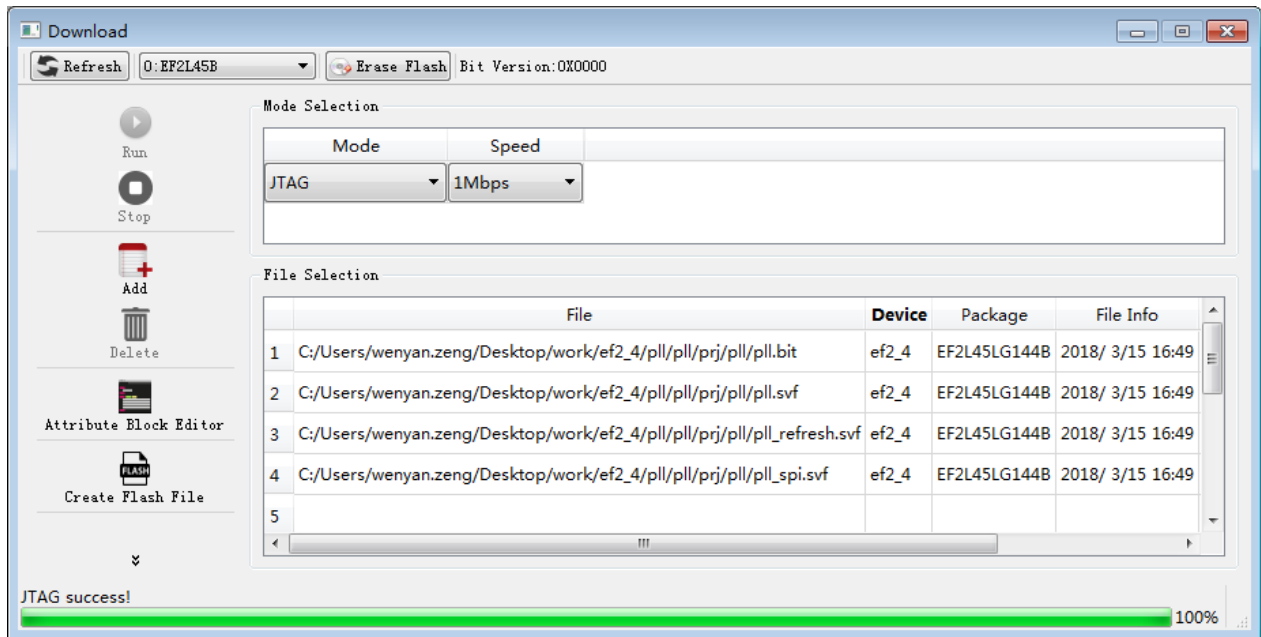 Download
Refresh 0:EF2L45B Erase Flash Bit Version:0X0000
Run
Stop
Add
Delete
Attribute Block Editor
FLASH
Create Flash File
Mode Selection
Mode Speed
JTAG 1Mbps
File Selection
File Device Package File Info
1 C:/Users/wenyan.zeng/Desktop/work/ef2_4/pll/pll/prj/pll/pll.bit ef2_4 EF2L45LG144B 2018/ 3/15 16:49
2 C:/Users/wenyan.zeng/Desktop/work/ef2_4/pll/pll/prj/pll/pll.svf ef2_4 EF2L45LG144B 2018/ 3/15 16:49
3 C:/Users/wenyan.zeng/Desktop/work/ef2_4/pll/pll/prj/pll/pll_refresh.svf ef2_4 EF2L45LG144B 2018/ 3/15 16:49
4 C:/Users/wenyan.zeng/Desktop/work/ef2_4/pll/pll/prj/pll/pll_spi.svf ef2_4 EF2L45LG144B 2018/ 3/15 16:49
5
JTAG success!
100%